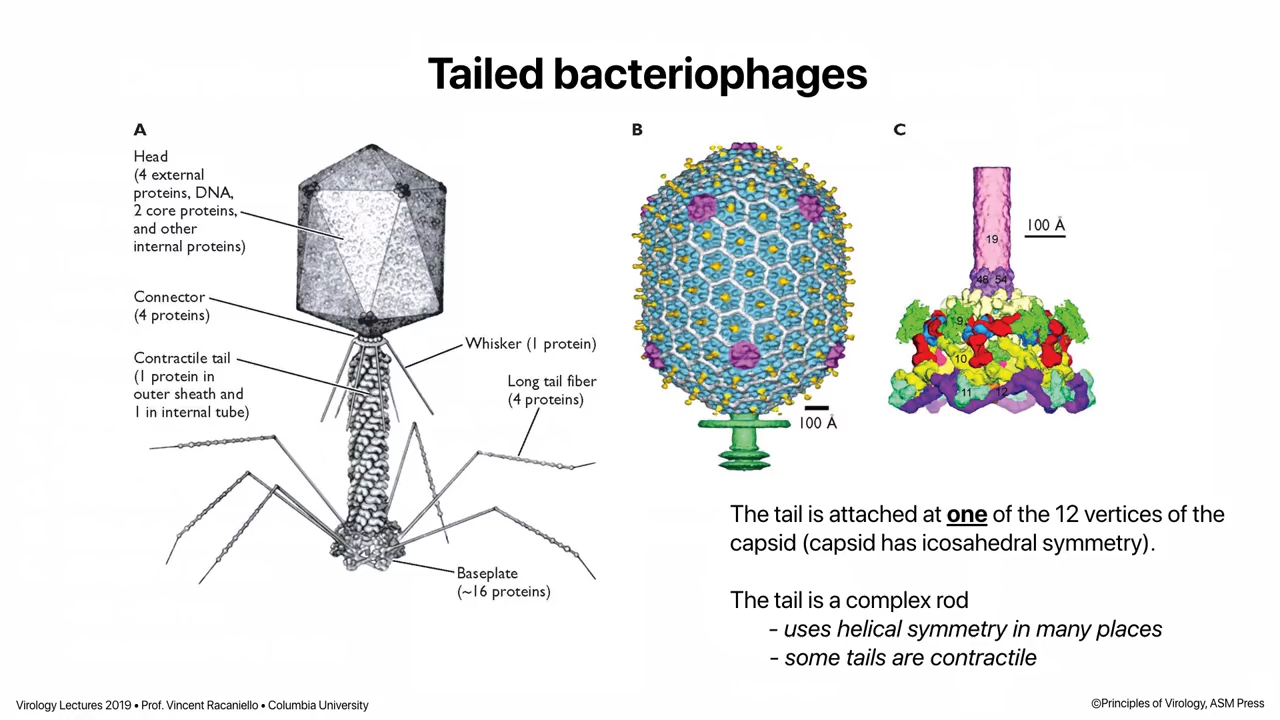 Tailed bacteriophages
A
Head
(4 external
proteins, DNA,
2 core proteins,
and other
internal proteins)
Connector
(4 proteins)
Contractile tail
(1 protein in
outer sheath and
1 in internal tube)
Whisker (1 protein)
Long tail fiber
(4 proteins)
Baseplate
(~16 proteins)
B
100 Å
C
100 Å
19
48 54
9
7
10
11
12
The tail is attached at one of the 12 vertices of the
capsid (capsid has icosahedral symmetry).
The tail is a complex rod
- uses helical symmetry in many places
- some tails are contractile
Virology Lectures 2019 • Prof. Vincent Racaniello • Columbia University
©Principles of Virology, ASM Press